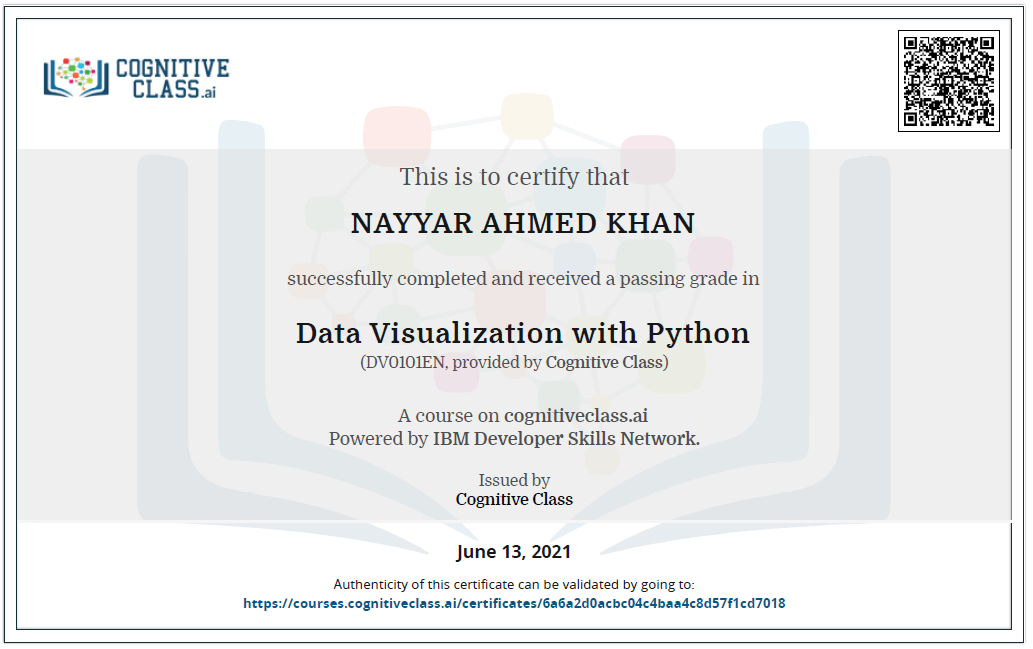 COGNITIVE
CLASS.ai
This is to certify that
NAYYAR AHMED KHAN
successfully completed and received a passing grade in
Data Visualization with Python
(DV0101EN, provided by Cognitive Class)
A course on cognitiveclass.ai
Powered by IBM Developer Skills Network.
Issued by
Cognitive Class
June 13, 2021
Authenticity of this certificate can be validated by going to:
https://courses.cognitiveclass.ai/certificates/6a6a2d0acbc04c4baa4c8d57f1cd7018